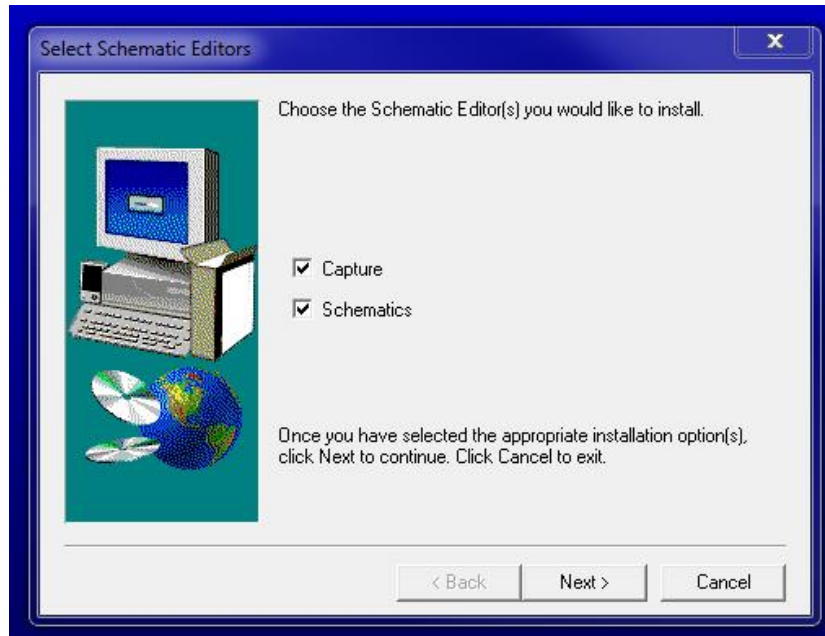 Select Schematic Editors
x
Choose the Schematic Editor(s) you would like to install.
Capture
Schematics
Once you have selected the appropriate installation option(s),
click Next to continue. Click Cancel to exit.
< Back
Next >
Cancel